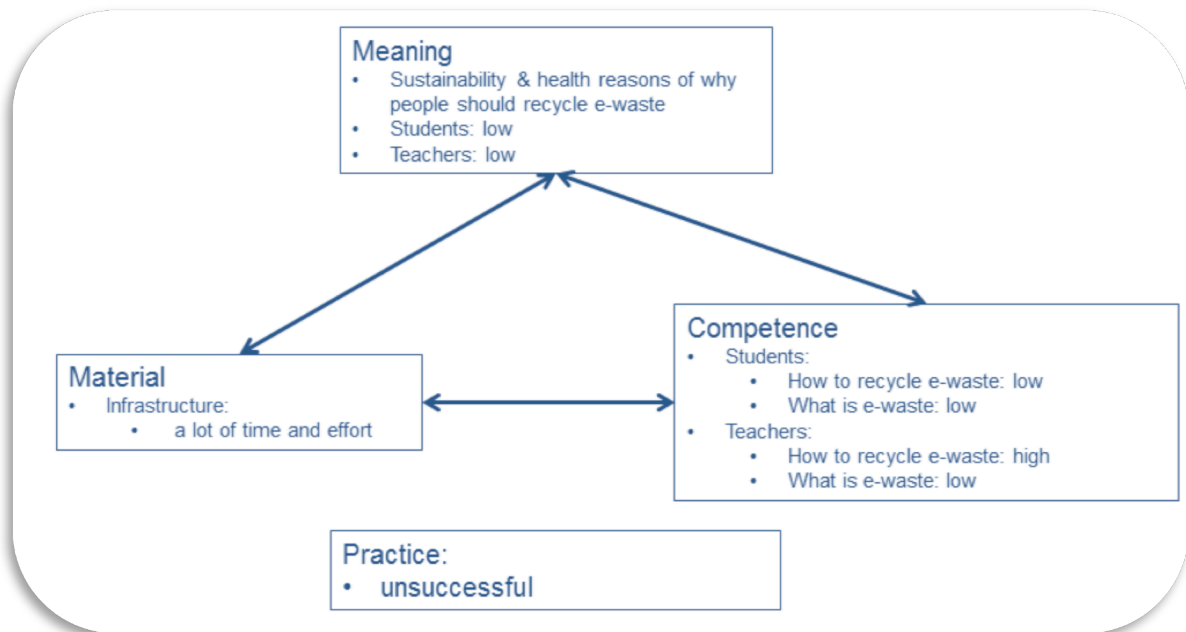 Meaning
• Sustainability & health reasons of why
people should recycle e-waste
• Students: low
• Teachers: low
Material
• Infrastructure:
• a lot of time and effort
Competence
• Students:
• How to recycle e-waste: low
• What is e-waste: low
• Teachers:
• How to recycle e-waste: high
• What is e-waste: low
Practice:
• unsuccessful